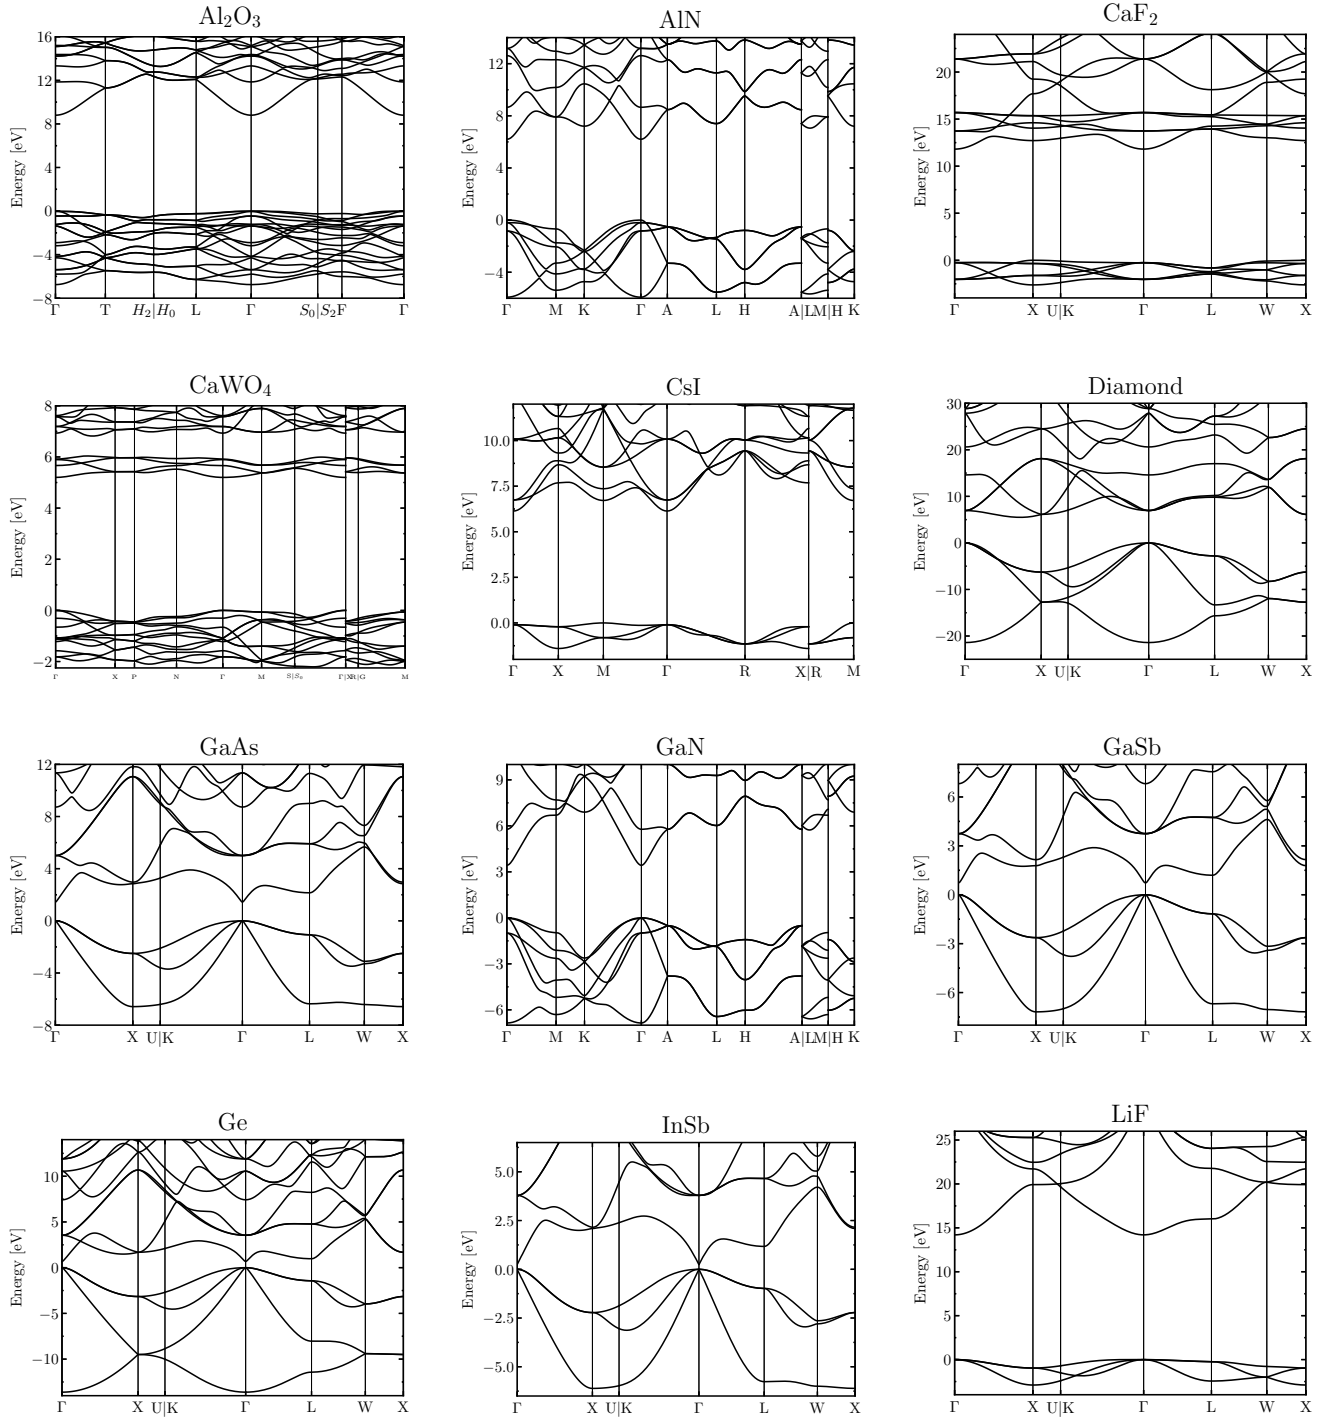 Al₂O₃
Energy [eV]
16
12
8
4
0
−4
−8
Γ T H₂|H₀ L Γ S₀|S₂F Γ
AlN
Energy [eV]
12
8
4
0
−4
Γ M K Γ A L H A|LM|H K
CaF₂
Energy [eV]
20
15
10
5
0
Γ X U|K Γ L W X
CaWO₄
Energy [eV]
8
6
4
2
0
−2
Γ X P N Γ M S|S₀ Γ|XR|G M
CsI
Energy [eV]
10.0
7.5
5.0
2.5
0.0
Γ X M Γ R X|R M
Diamond
Energy [eV]
30
20
10
0
−10
−20
Γ X U|K Γ L W X
GaAs
Energy [eV]
12
8
4
0
−4
−8
Γ X U|K Γ L W X
GaN
Energy [eV]
9
6
3
0
−3
−6
Γ M K Γ A L H A|LM|H K
GaSb
Energy [eV]
6
3
0
−3
−6
Γ X U|K Γ L W X
Ge
Energy [eV]
10
5
0
−5
−10
Γ X U|K Γ L W X
InSb
Energy [eV]
5.0
2.5
0.0
−2.5
−5.0
Γ X U|K Γ L W X
LiF
Energy [eV]
25
20
15
10
5
0
Γ X U|K Γ L W X